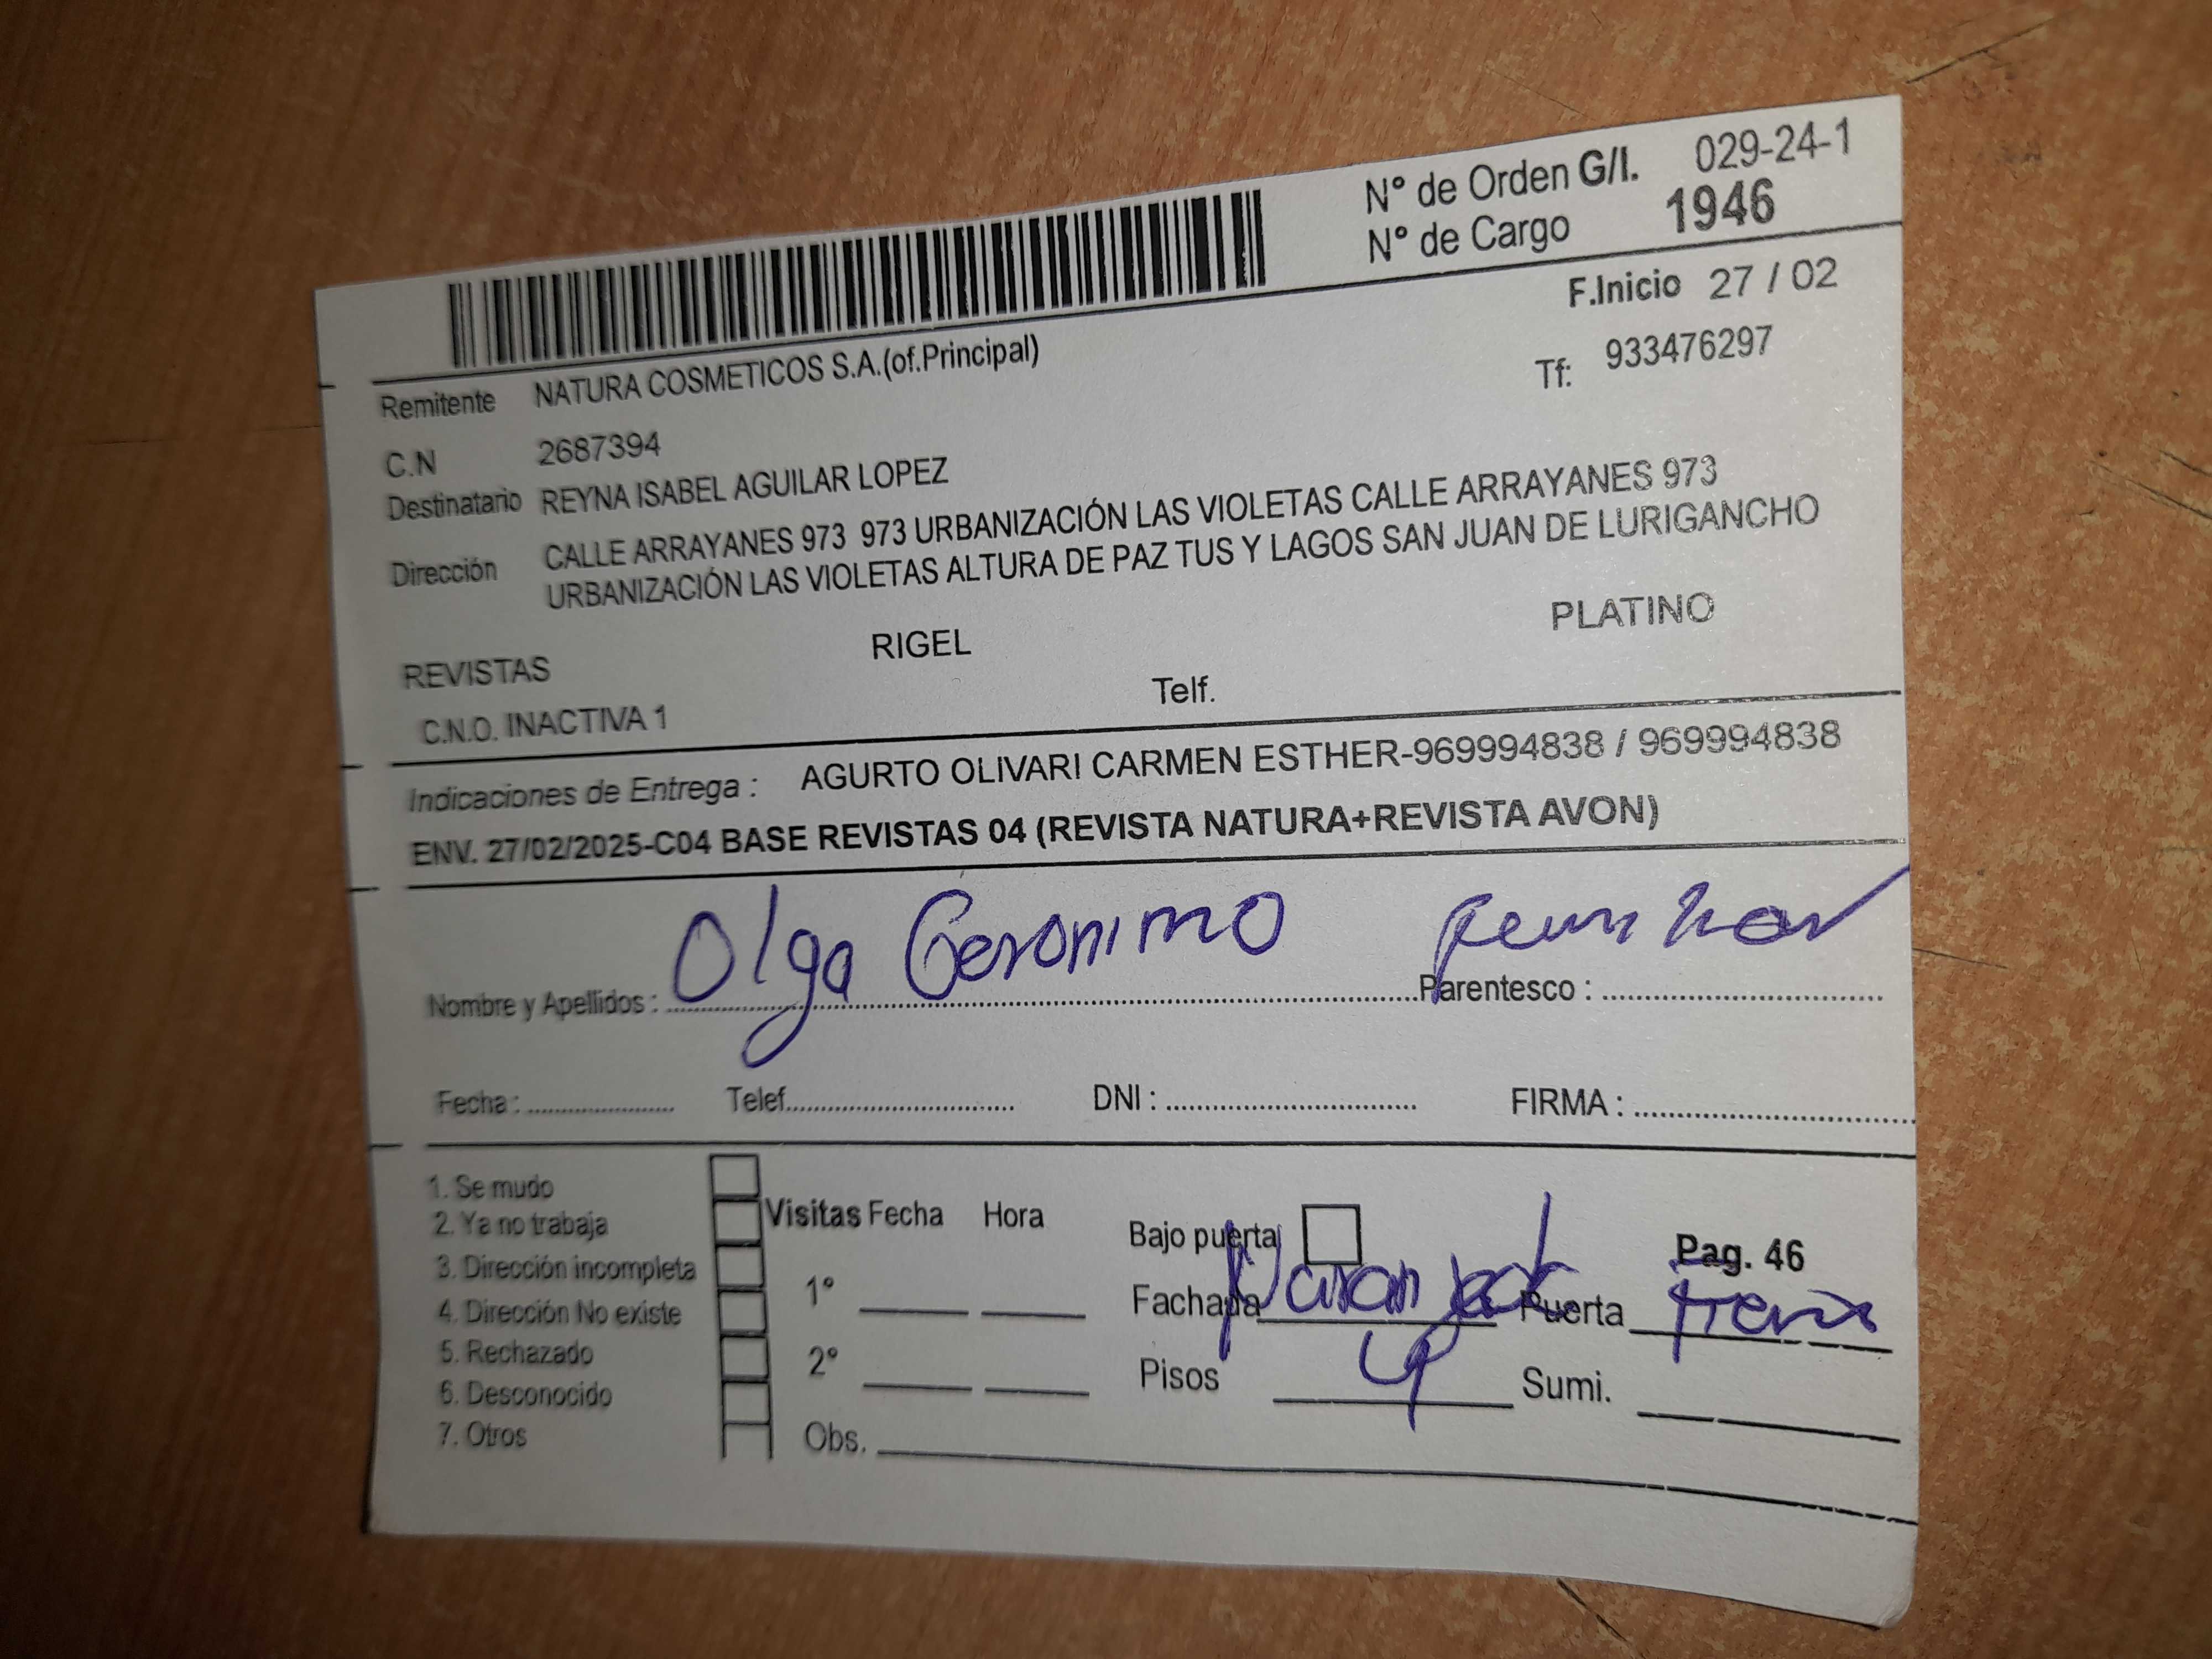 N° de Orden G/I. 029-24-1
N° de Cargo 1946
F.Inicio 27 / 02
Remitente NATURA COSMETICOS S.A.(of.Principal)
Tf: 933476297
C.N 2687394
Destinatario REYNA ISABEL AGUILAR LOPEZ
Dirección CALLE ARRAYANES 973 973 URBANIZACIÓN LAS VIOLETAS CALLE ARRAYANES 973
URBANIZACIÓN LAS VIOLETAS ALTURA DE PAZ TUS Y LAGOS SAN JUAN DE LURIGANCHO
REVISTAS RIGEL PLATINO
C.N.O. INACTIVA 1 Telf.
Indicaciones de Entrega : AGURTO OLIVARI CARMEN ESTHER-969994838 / 969994838
ENV. 27/02/2025-C04 BASE REVISTAS 04 (REVISTA NATURA+REVISTA AVON)
Nombre y Apellidos : Olga Geronimo Parentesco :
Fecha : Telef. DNI : FIRMA :
1. Se mudo
2. Ya no trabaja
3. Dirección incompleta
4. Dirección No existe
5. Rechazado
6. Desconocido
7. Otros
Visitas Fecha Hora
1°
2°
Obs.
Bajo puerta Pag. 46
Fachada Puerta
Pisos 4 Sumi.